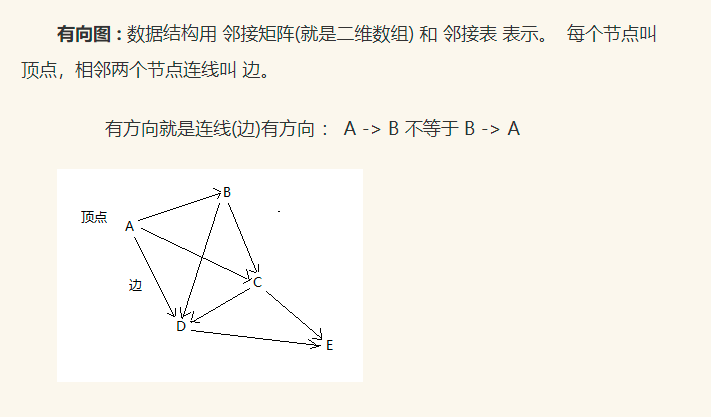 有向图 : 数据结构用 邻接矩阵(就是二维数组) 和 邻接表 表示。 每个节点叫
顶点，相邻两个节点连线叫 边。
有方向就是连线(边)有方向 ： A -> B 不等于 B -> A
B
顶点
A
边
C
D
E